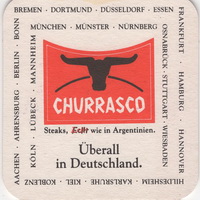 BREMEN · DORTMUND · DÜSSELDORF · ESSEN
MÜNCHEN · MÜNSTER · NÜRNBERG
FRANKFURT · HAMBURG · HANNOVER
OSNABRÜCK · STUTTGART · WIESBADEN
HILDESHEIM · KARLSRUHE · KIEL · KOBLENZ
AACHEN · AHRENSBURG · BERLIN · BONN
KÖLN · LÜBECK · MANNHEIM
CHURRASCO
Steaks, Echt wie in Argentinien.
Überall
in Deutschland.